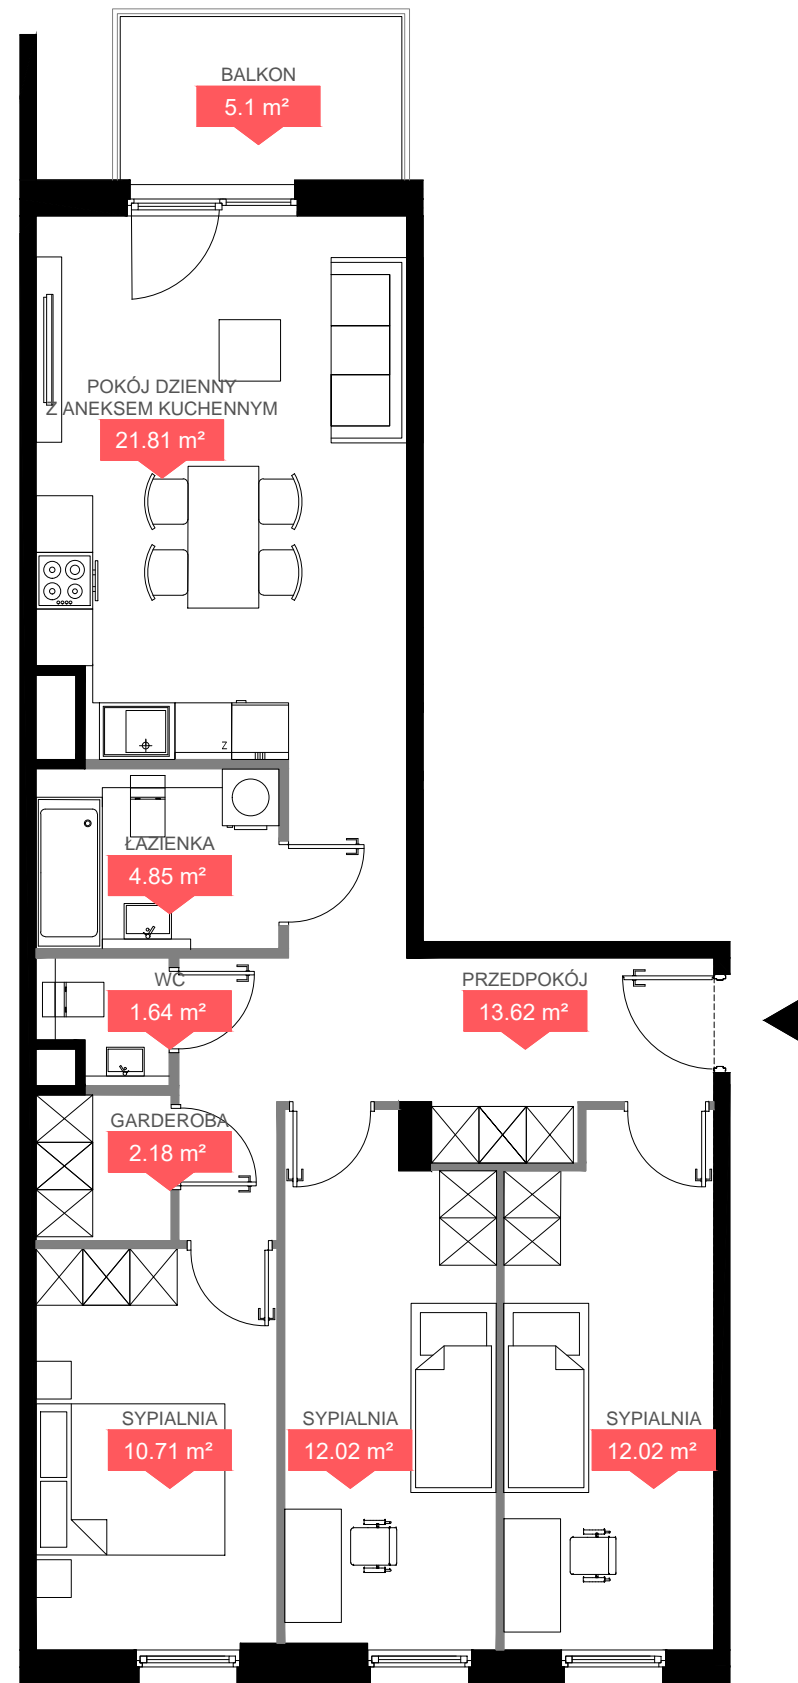 BALKON
5.1 m²
POKÓJ DZIENNY
Z ANEKSEM KUCHENNYM
21.81 m²
Z
ŁAZIENKA
4.85 m²
WC
1.64 m²
PRZEDPOKÓJ
13.62 m²
GARDEROBA
2.18 m²
SYPIALNIA
10.71 m²
SYPIALNIA
12.02 m²
SYPIALNIA
12.02 m²